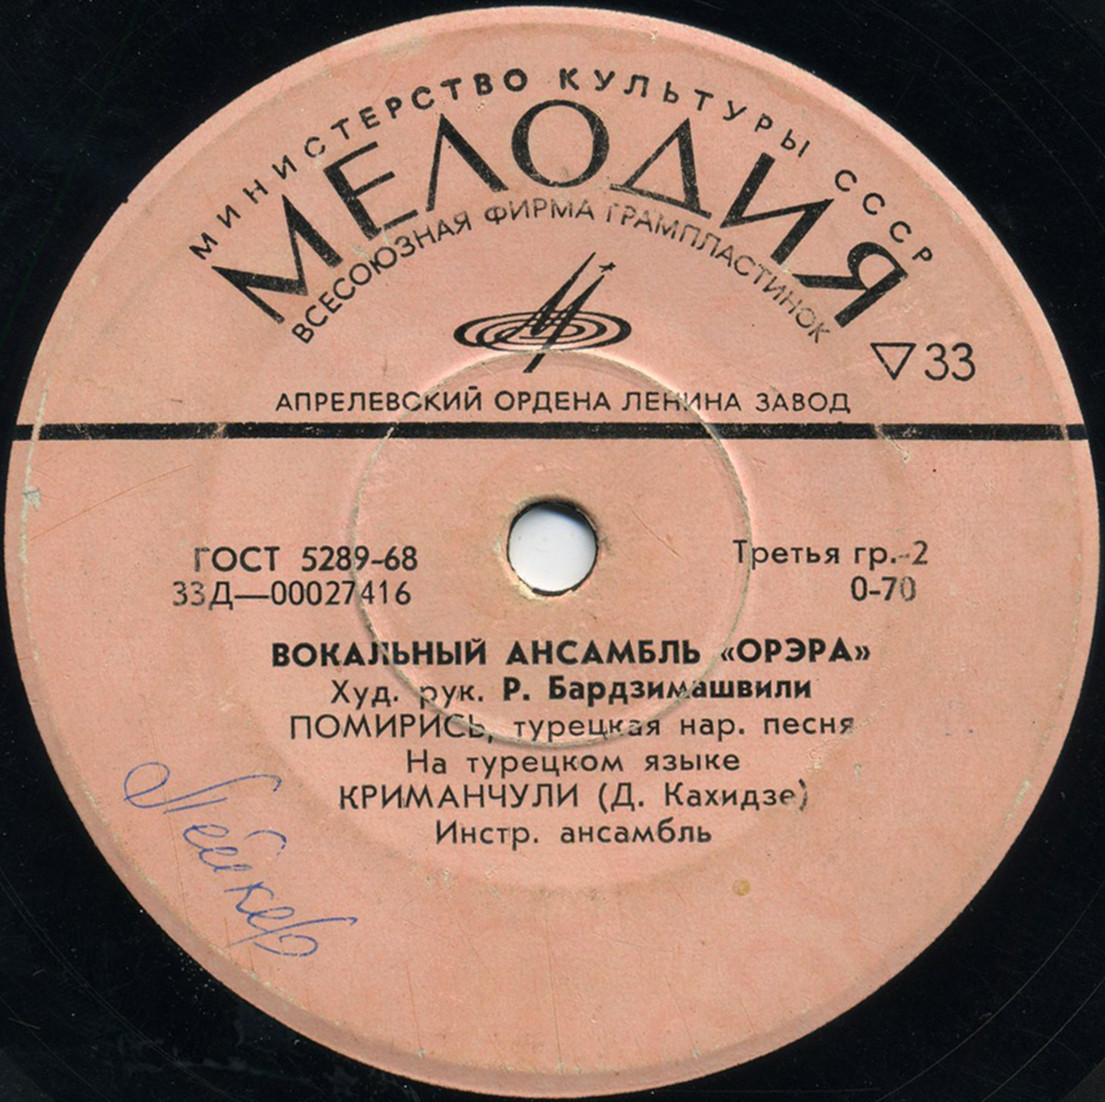 МИНИСТЕРСТВО КУЛЬТУРЫ СССР
МЕЛОДИЯ
ВСЕСОЮЗНАЯ ФИРМА ГРАМПЛАСТИНОК
▽33
АПРЕЛЕВСКИЙ ОРДЕНА ЛЕНИНА ЗАВОД
ГОСТ 5289-68
33Д—00027416
Третья гр.-2
0-70
ВОКАЛЬНЫЙ АНСАМБЛЬ «ОРЭРА»
Худ. рук. Р. Бардзимашвили
ПОМИРИСЬ, турецкая нар. песня
На турецком языке
КРИМАНЧУЛИ (Д. Кахидзе)
Инстр. ансамбль